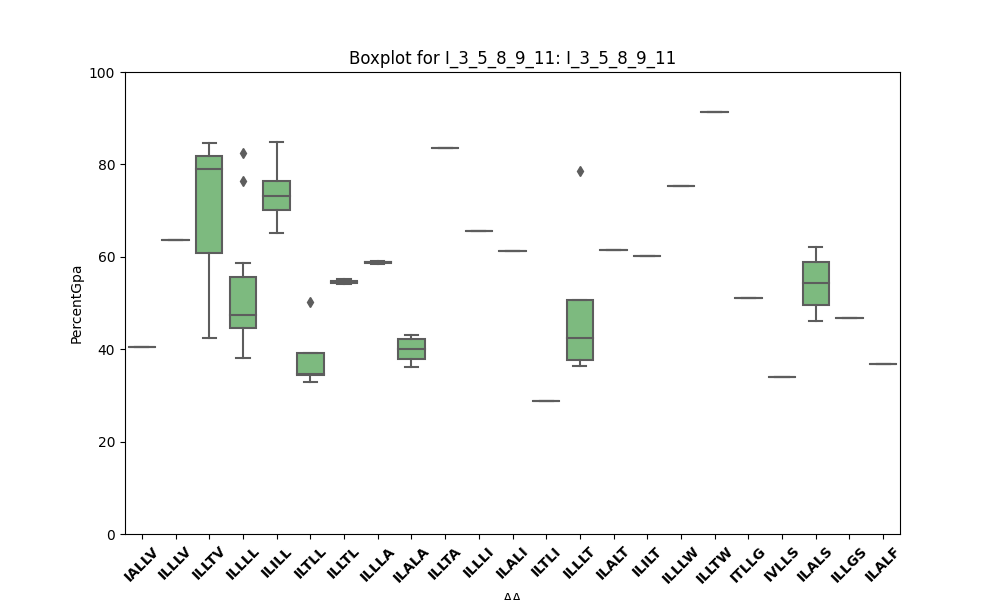 Boxplot for I_3_5_8_9_11: I_3_5_8_9_11
100
80
60
40
20
0
PercentGpa
IALLV
ILLLV
ILLTV
ILLLL
ILILL
ILTLL
ILLTL
ILLLA
ILALA
ILLTA
ILLLI
ILALI
ILTLI
ILLLT
ILALT
ILILT
ILLLW
ILLTW
ITLLG
IVLLS
ILALS
ILLGS
ILALF
AA